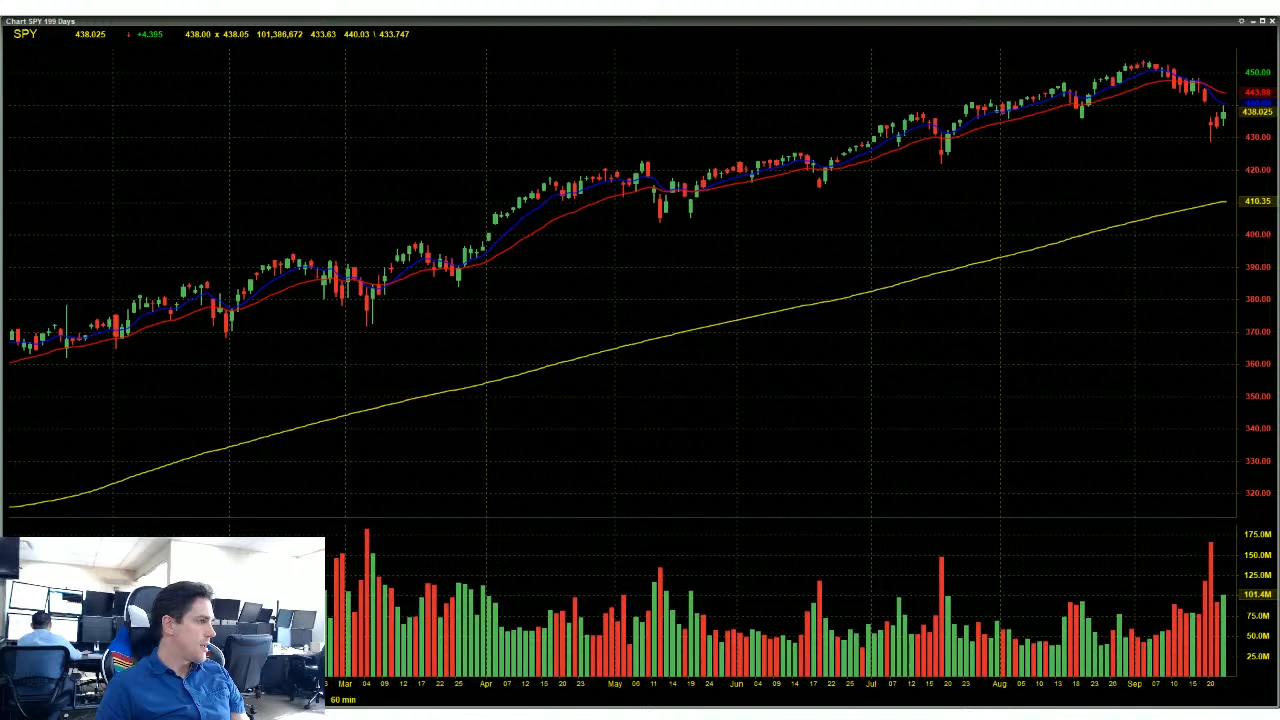 Chart SPY 199 Days
SPY 438.025 ↓ +4.395 438.00 x 438.05 101,386,672 433.63 440.03 \ 433.747
450.00
443.88
438.025
430.00
420.00
410.35
400.00
390.00
380.00
370.00
360.00
350.00
340.00
330.00
320.00
175.0M
150.0M
125.0M
101.4M
75.0M
50.0M
25.0M
Mar 04 09 12 17 22 25 Apr 07 12 15 20 23 May 06 11 14 19 24 Jun 04 09 14 17 22 25 Jul 07 12 15 20 23 Aug 05 10 13 18 23 26 Sep 07 10 15 20
60 min